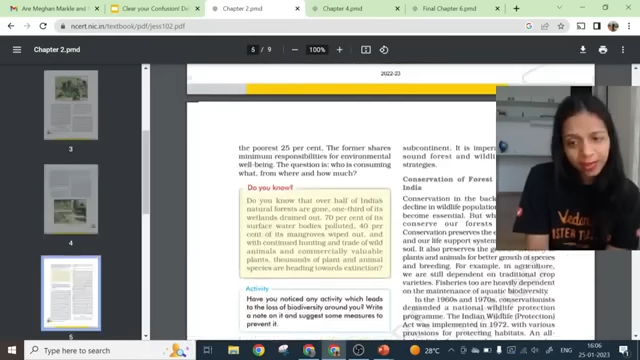 Are Meghan Markle and
Clear your Confusion! D
Chapter 2.pmd
Chapter 4.pmd
Final Chapter 6.pmd
ncert.nic.in/textbook/pdf/jess102.pdf
Chapter 2.pmd
5 / 9
100%
3
4
5
2022-23
the poorest 25 per cent. The former shares
minimum responsibilities for environmental
well-being. The question is: who is consuming
what, from where and how much?
Do you know?
Do you know that over half of India's
natural forests are gone, one-third of its
wetlands drained out, 70 per cent of its
surface water bodies polluted, 40 per
cent of its mangroves wiped out, and
with continued hunting and trade of wild
animals and commercially valuable
plants, thousands of plant and animal
species are heading towards extinction?
Activity
Have you noticed any activity which leads
to the loss of biodiversity around you? Write
a note on it and suggest some measures to
prevent it.
subcontinent. It is imper
sound forest and wildlif
strategies.
Conservation of Forest
India
Conservation in the back
decline in wildlife population
become essential. But wh
conserve our forests
Conservation preserves the e
and our life support system
soil. It also preserves the
plants and animals for better growth of species
and breeding. For example, in agriculture,
we are still dependent on traditional crop
varieties. Fisheries too are heavily dependent
on the maintenance of aquatic biodiversity.
In the 1960s and 1970s, conservationists
demanded a national wildlife protection
programme. The Indian Wildlife (Protection)
Act was implemented in 1972, with various
provisions for protecting habitats. An all-
Vedan
MASTER T
Type here to search
28°C
16:06
25-01-2023